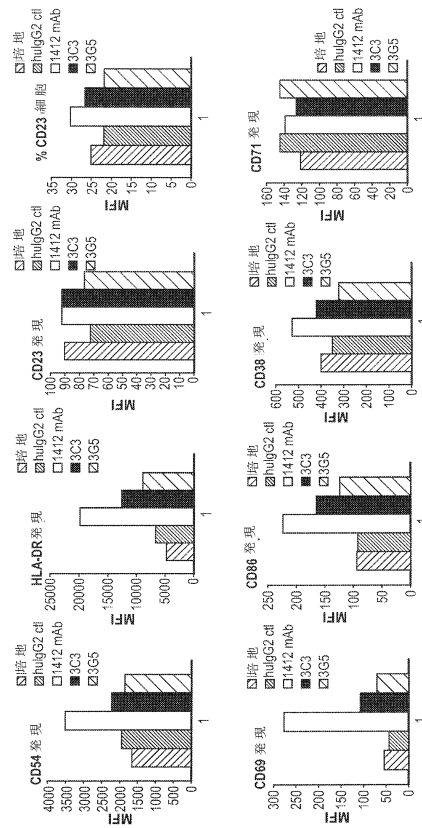 CD54 発現
培地
huIgG2 ctl
1412 mAb
3C3
3G5
MFI
4000
3500
3000
2500
2000
1500
1000
500
0
1
HLA-DR 発現
培地
huIgG2 ctl
1412 mAb
3C3
3G5
MFI
25000
20000
15000
10000
5000
0
1
CD23 発現
培地
huIgG2 ctl
1412 mAb
3C3
3G5
MFI
100
90
80
70
60
50
40
30
20
10
0
1
% CD23 細胞
培地
huIgG2 ctl
1412 mAb
3C3
3G5
MFI
35
30
25
20
15
10
5
0
1
CD69 発現
培地
huIgG2 ctl
1412 mAb
3C3
3G5
MFI
300
250
200
150
100
50
0
1
CD86 発現
培地
huIgG2 ctl
1412 mAb
3C3
3G5
MFI
250
200
150
100
50
0
1
CD38 発現
培地
huIgG2 ctl
1412 mAb
3C3
3G5
MFI
600
500
400
300
200
100
0
1
CD71 発現
培地
huIgG2 ctl
1412 mAb
3C3
3G5
MFI
160
140
120
100
80
60
40
20
0
1